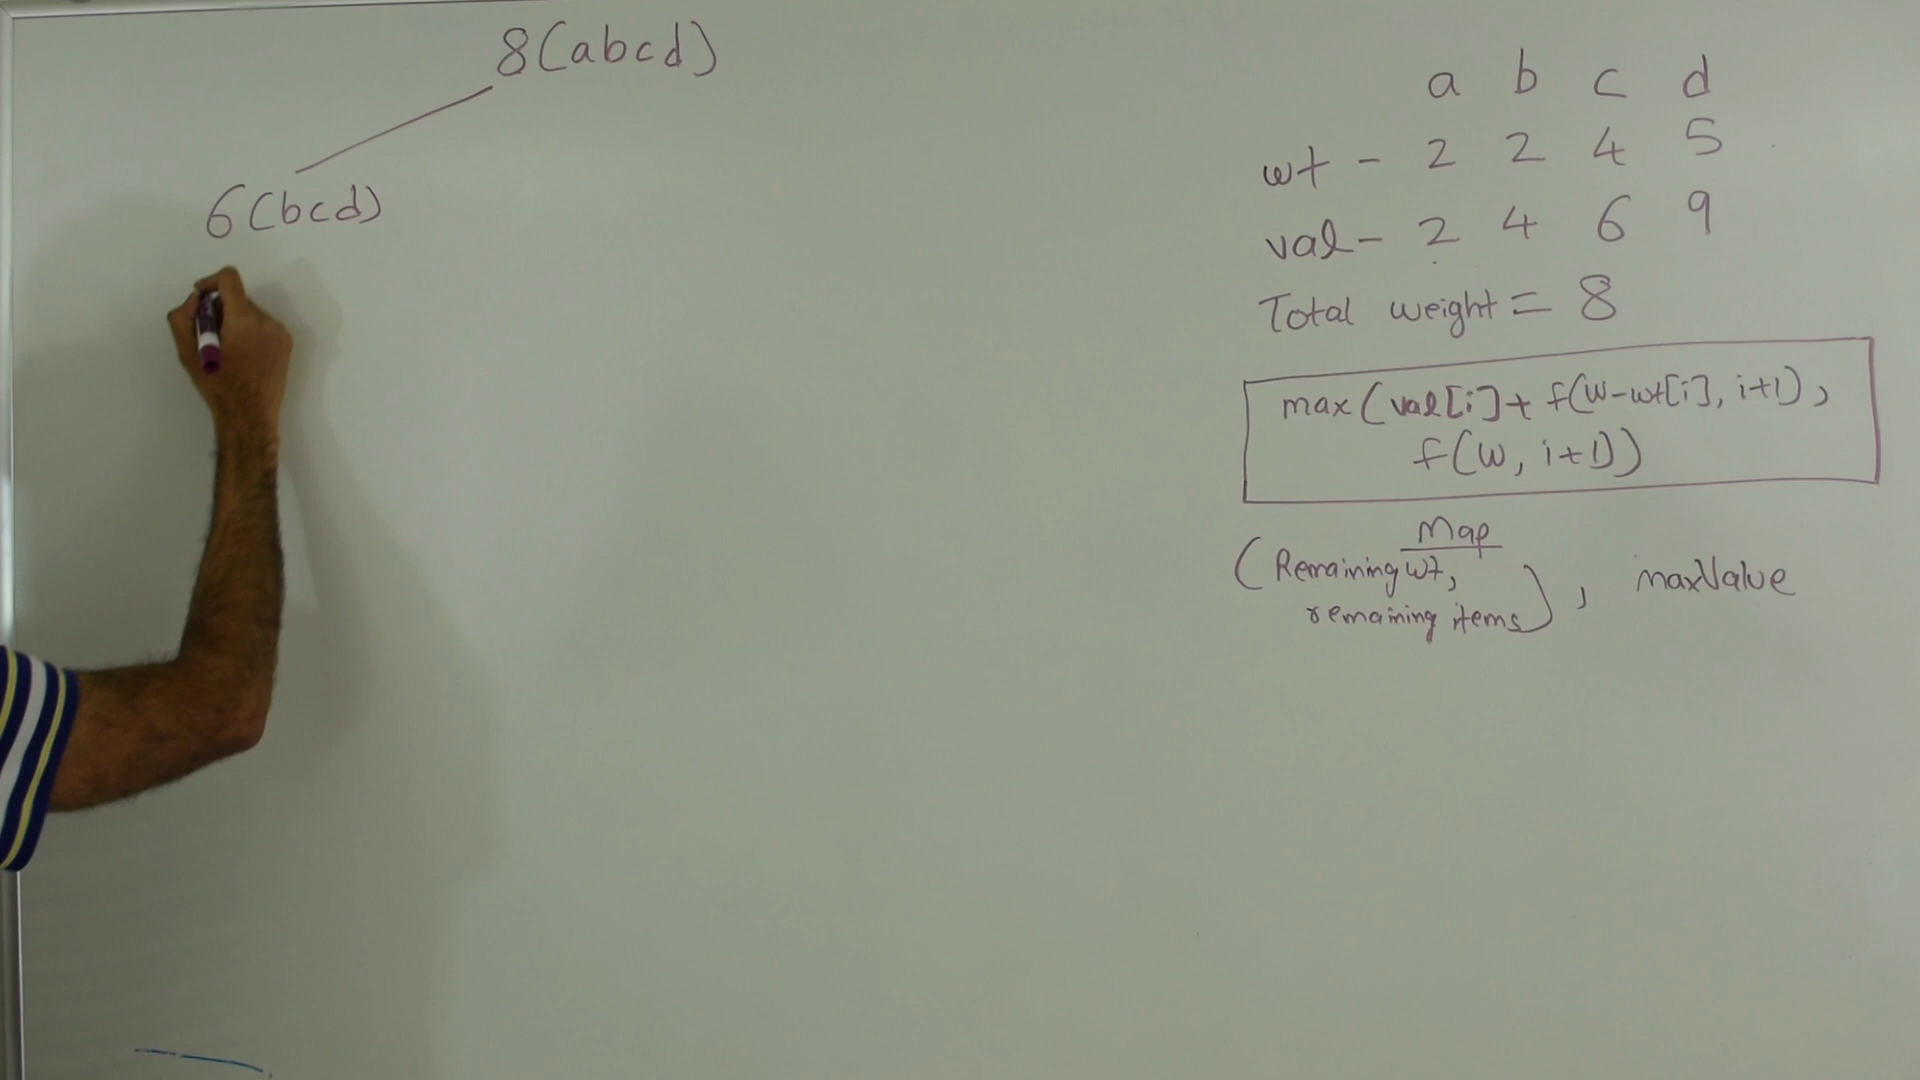 8(abcd)
6(bcd)
a b c d
wt - 2 2 4 5
val - 2 4 6 9
Total weight = 8
max(val[i]+ f(W-wt[i], i+1),
f(W, i+1))
Map
(Remaining wt,
remaining items), maxValue